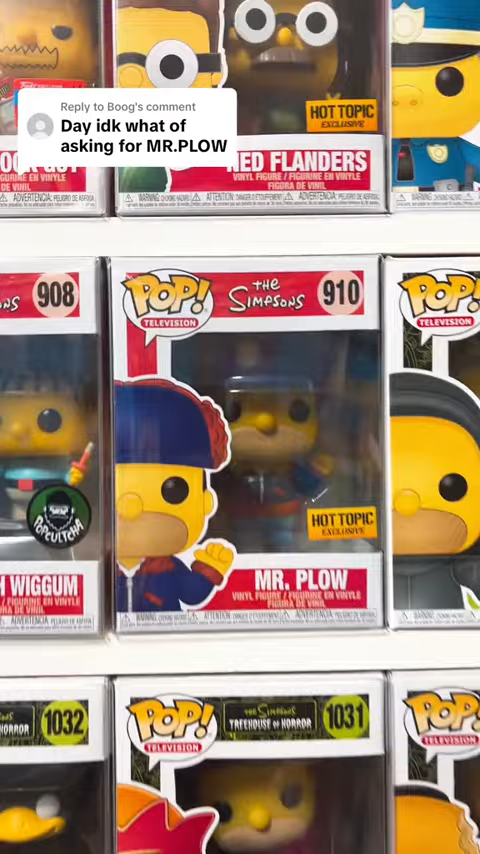 HOT TOPIC
EXCLUSIVE
Reply to Boog's comment
Day idk what of
asking for MR.PLOW
NED FLANDERS
VINYL FIGURE / FIGURINE EN VINYLE
FIGURA DE VINIL
908
POP!
TELEVISION
THE
SIMPSONS
910
POP!
TELEVISION
POPCULTCHA
HOT TOPIC
EXCLUSIVE
WIGGUM
MR. PLOW
VINYL FIGURE / FIGURINE EN VINYLE
FIGURA DE VINIL
1032
POP!
TELEVISION
THE SIMPSONS
TREEHOUSE OF HORROR
1031
POP!
TELEVISION